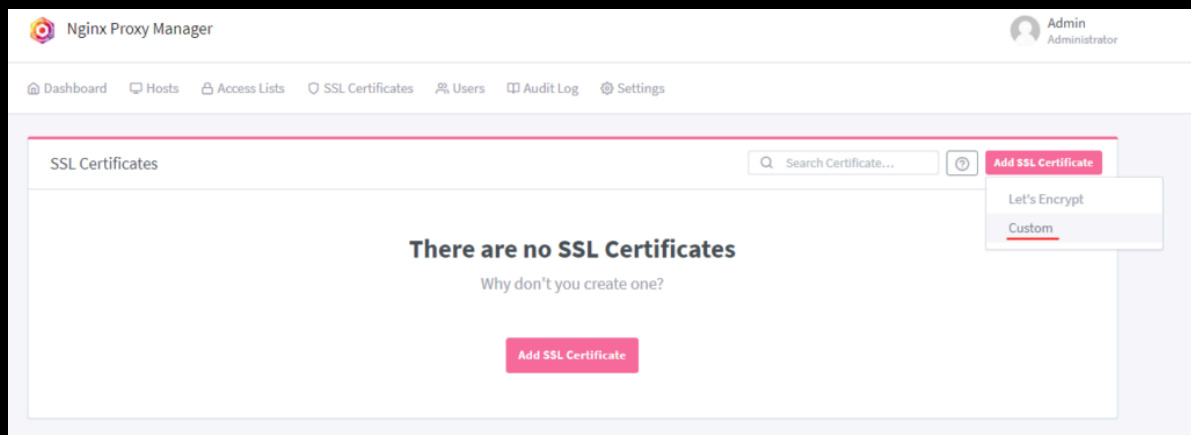 Nginx Proxy Manager
Admin
Administrator
Dashboard Hosts Access Lists SSL Certificates Users Audit Log Settings
SSL Certificates
Search Certificate...
Add SSL Certificate
Let's Encrypt
Custom
There are no SSL Certificates
Why don't you create one?
Add SSL Certificate